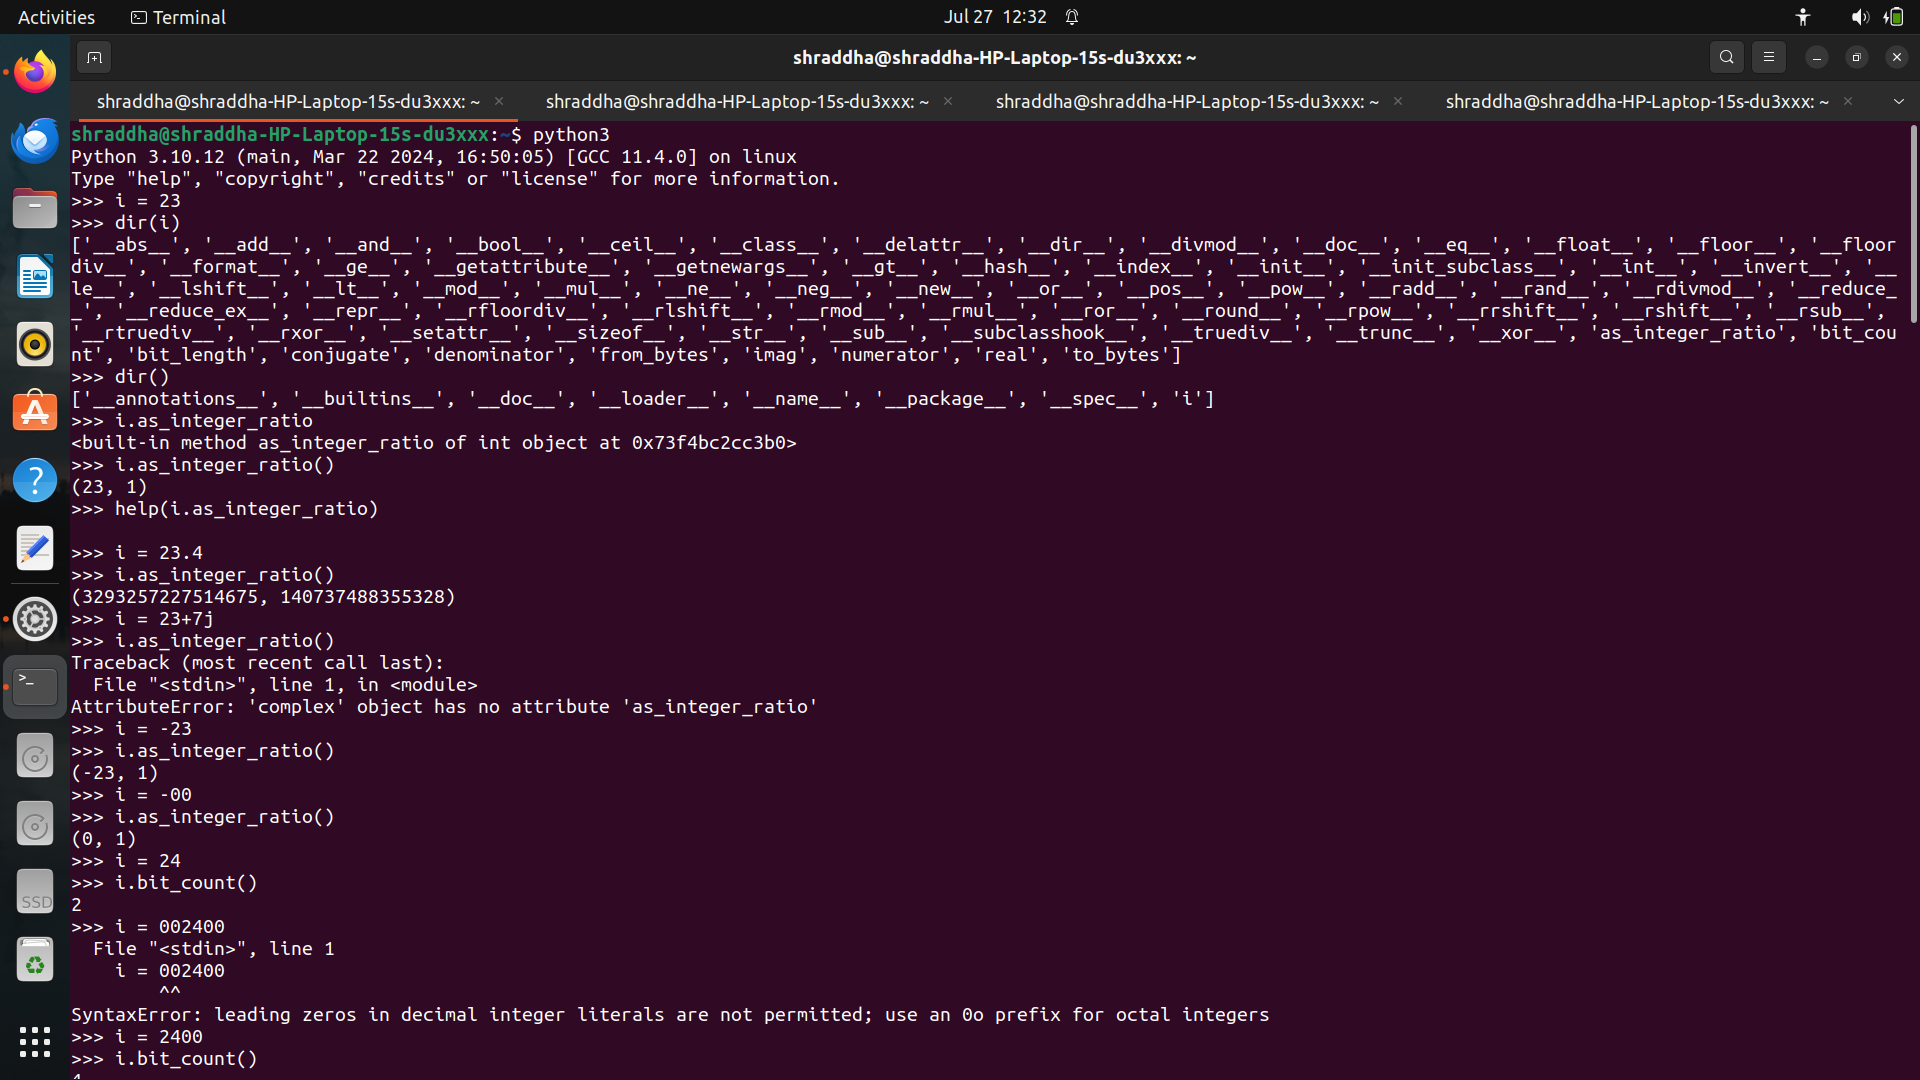 Activities
Terminal
Jul 27 12:32
shraddha@shraddha-HP-Laptop-15s-du3xxx: ~
shraddha@shraddha-HP-Laptop-15s-du3xxx: ~
shraddha@shraddha-HP-Laptop-15s-du3xxx: ~
shraddha@shraddha-HP-Laptop-15s-du3xxx: ~
shraddha@shraddha-HP-Laptop-15s-du3xxx: ~
shraddha@shraddha-HP-Laptop-15s-du3xxx:~$ python3
Python 3.10.12 (main, Mar 22 2024, 16:50:05) [GCC 11.4.0] on linux
Type "help", "copyright", "credits" or "license" for more information.
>>> i = 23
>>> dir(i)
['__abs__', '__add__', '__and__', '__bool__', '__ceil__', '__class__', '__delattr__', '__dir__', '__divmod__', '__doc__', '__eq__', '__float__', '__floor__', '__floor
div__', '__format__', '__ge__', '__getattribute__', '__getnewargs__', '__gt__', '__hash__', '__index__', '__init__', '__init_subclass__', '__int__', '__invert__', '__
le__', '__lshift__', '__lt__', '__mod__', '__mul__', '__ne__', '__neg__', '__new__', '__or__', '__pos__', '__pow__', '__radd__', '__rand__', '__rdivmod__', '__reduce_
_', '__reduce_ex__', '__repr__', '__rfloordiv__', '__rlshift__', '__rmod__', '__rmul__', '__ror__', '__round__', '__rpow__', '__rrshift__', '__rshift__', '__rsub__',
'__rtruediv__', '__rxor__', '__setattr__', '__sizeof__', '__str__', '__sub__', '__subclasshook__', '__truediv__', '__trunc__', '__xor__', 'as_integer_ratio', 'bit_cou
nt', 'bit_length', 'conjugate', 'denominator', 'from_bytes', 'imag', 'numerator', 'real', 'to_bytes']
>>> dir()
['__annotations__', '__builtins__', '__doc__', '__loader__', '__name__', '__package__', '__spec__', 'i']
>>> i.as_integer_ratio
<built-in method as_integer_ratio of int object at 0x73f4bc2cc3b0>
>>> i.as_integer_ratio()
(23, 1)
>>> help(i.as_integer_ratio)
>>> i = 23.4
>>> i.as_integer_ratio()
(3293257227514675, 140737488355328)
>>> i = 23+7j
>>> i.as_integer_ratio()
Traceback (most recent call last):
  File "<stdin>", line 1, in <module>
AttributeError: 'complex' object has no attribute 'as_integer_ratio'
>>> i = -23
>>> i.as_integer_ratio()
(-23, 1)
>>> i = -00
>>> i.as_integer_ratio()
(0, 1)
>>> i = 24
>>> i.bit_count()
2
>>> i = 002400
  File "<stdin>", line 1
    i = 002400
        ^^
SyntaxError: leading zeros in decimal integer literals are not permitted; use an 0o prefix for octal integers
>>> i = 2400
>>> i.bit_count()
SSD